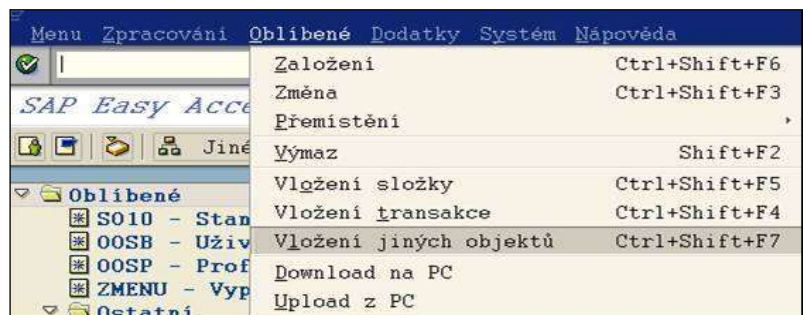 Menu Zpracování Oblíbené Dodatky Systém Nápověda
Založení Ctrl+Shift+F6
SAP Easy Acce
Změna Ctrl+Shift+F3
Přemístění
Jiné
Výmaz Shift+F2
Oblíbené
Vložení složky Ctrl+Shift+F5
SO10 - Stan
Vložení transakce Ctrl+Shift+F4
OOSB - Uživ
Vložení jiných objektů Ctrl+Shift+F7
OOSP - Prof
Download na PC
ZMENU - Vyp
Upload z PC
Ostatní